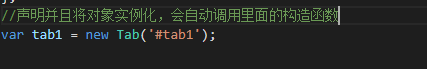 //声明并且将对象实例化，会自动调用里面的构造函数
var tab1 = new Tab('#tab1');